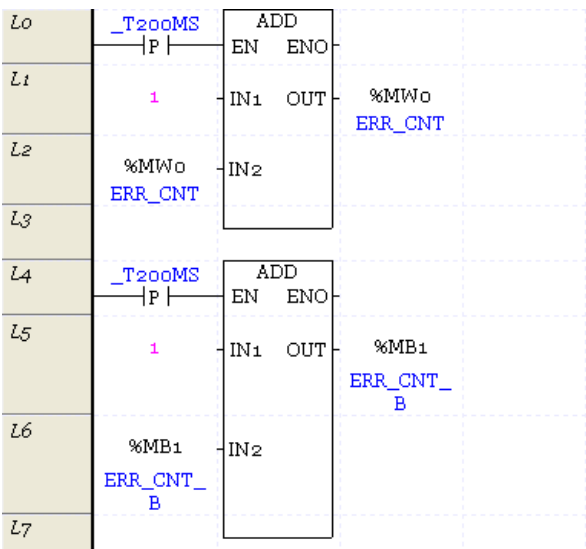 L0 _T200MS ADD
P EN ENO
L1 1 IN1 OUT %MW0
ERR_CNT
L2 %MW0 IN2
ERR_CNT
L3
L4 _T200MS ADD
P EN ENO
L5 1 IN1 OUT %MB1
ERR_CNT_
B
L6 %MB1 IN2
ERR_CNT_
B
L7